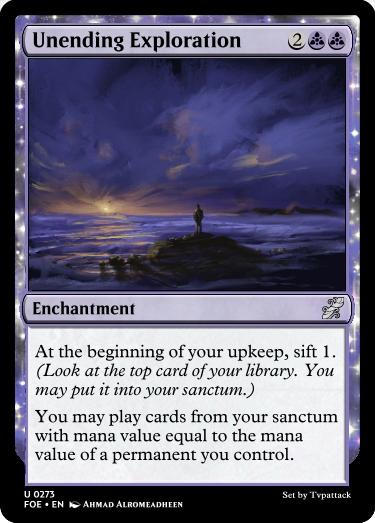 Unending Exploration 2
Enchantment
At the beginning of your upkeep, sift 1.
(Look at the top card of your library. You
may put it into your sanctum.)
You may play cards from your sanctum
with mana value equal to the mana
value of a permanent you control.
U 0273
Set by Tvpattack
FOE • EN Ahmad Alromeadheen